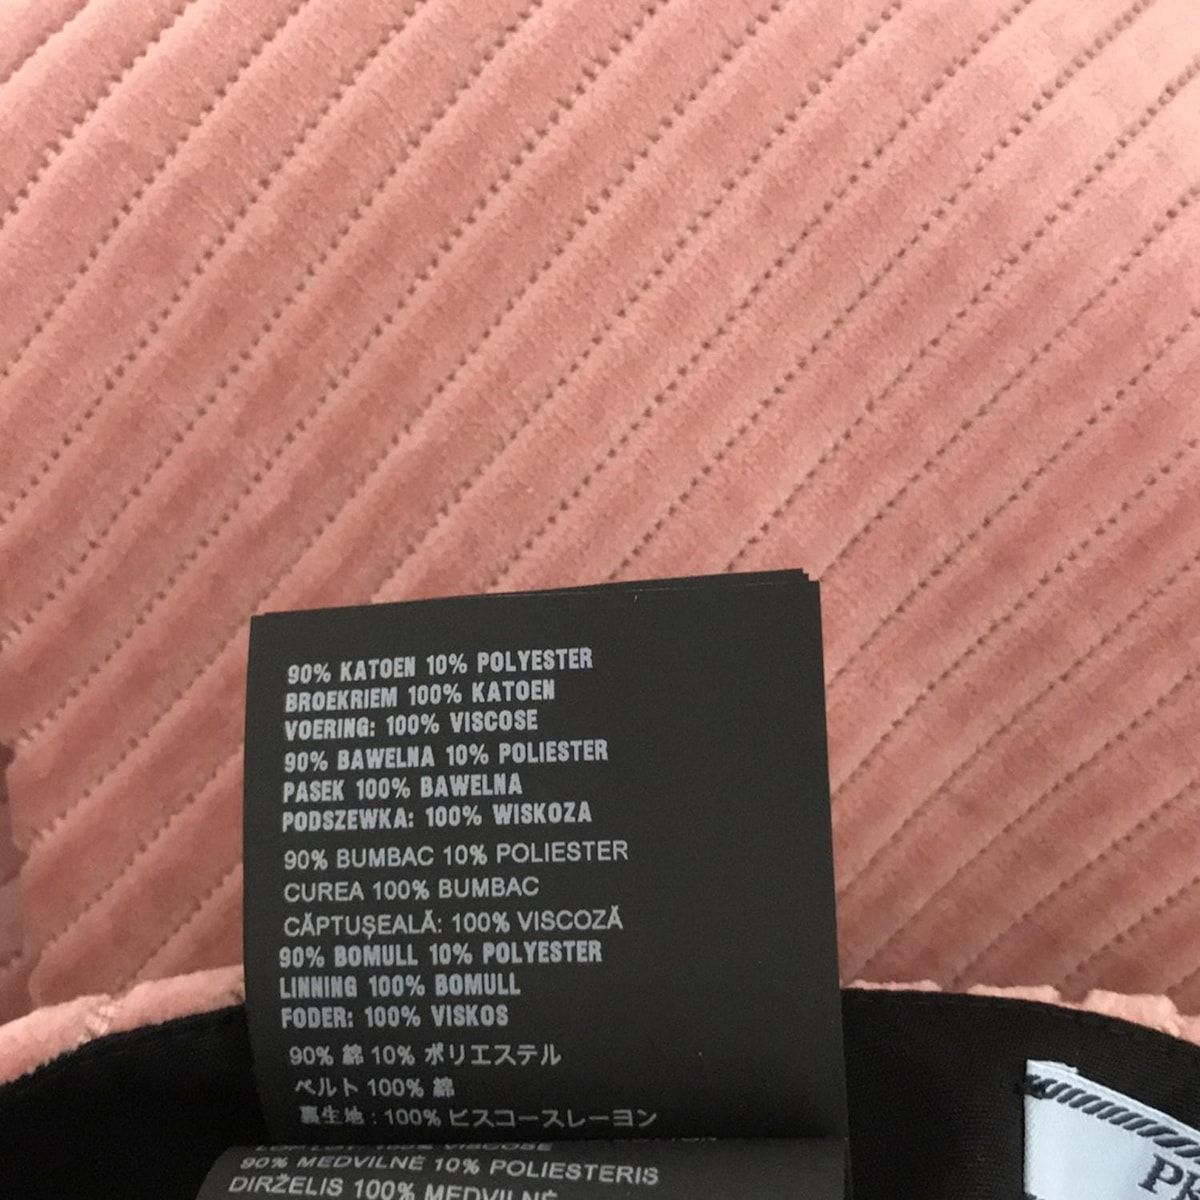 90% KATOEN 10% POLYESTER
BROEKRIEM 100% KATOEN
VOERING: 100% VISCOSE
90% BAWELNA 10% POLIESTER
PASEK 100% BAWELNA
PODSZEWKA: 100% WISKOZA
90% BUMBAC 10% POLIESTER
CUREA 100% BUMBAC
CĂPTUȘEALĂ: 100% VISCOZĂ
90% BOMULL 10% POLYESTER
LINNING 100% BOMULL
FODER: 100% VISKOS
90% 綿 10% ポリエステル
ベルト 100% 綿
裏生地 : 100% ビスコースレーヨン
90% MEDVILNĖ 10% POLIESTERIS
DIRŽELIS 100% MEDVILNĖ